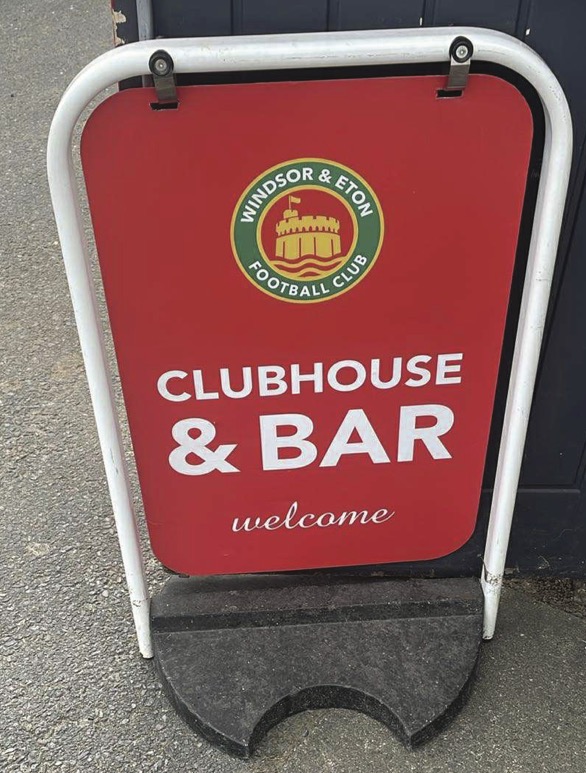 WINDSOR & ETON
FOOTBALL CLUB
CLUBHOUSE
& BAR
welcome